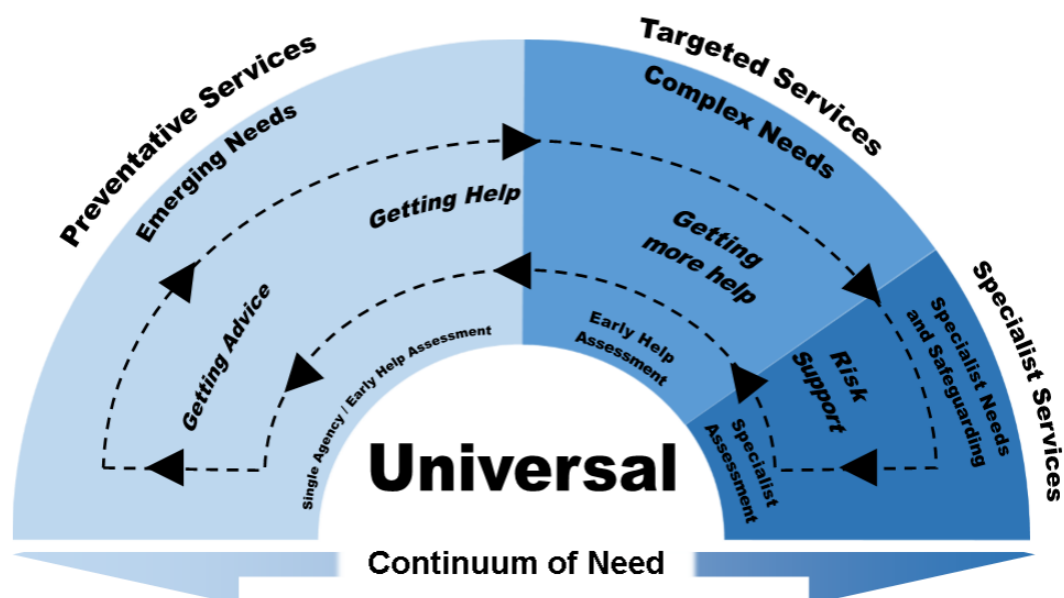 Preventative Services
Emerging Needs
Getting Advice
Getting Help
Single Agency / Early Help Assessment
Targeted Services
Complex Needs
Getting
more help
Early Help
Assessment
Specialist Services
Specialist Needs
and Safeguarding
Risk
Support
Specialist
Assessment
Universal
Continuum of Need